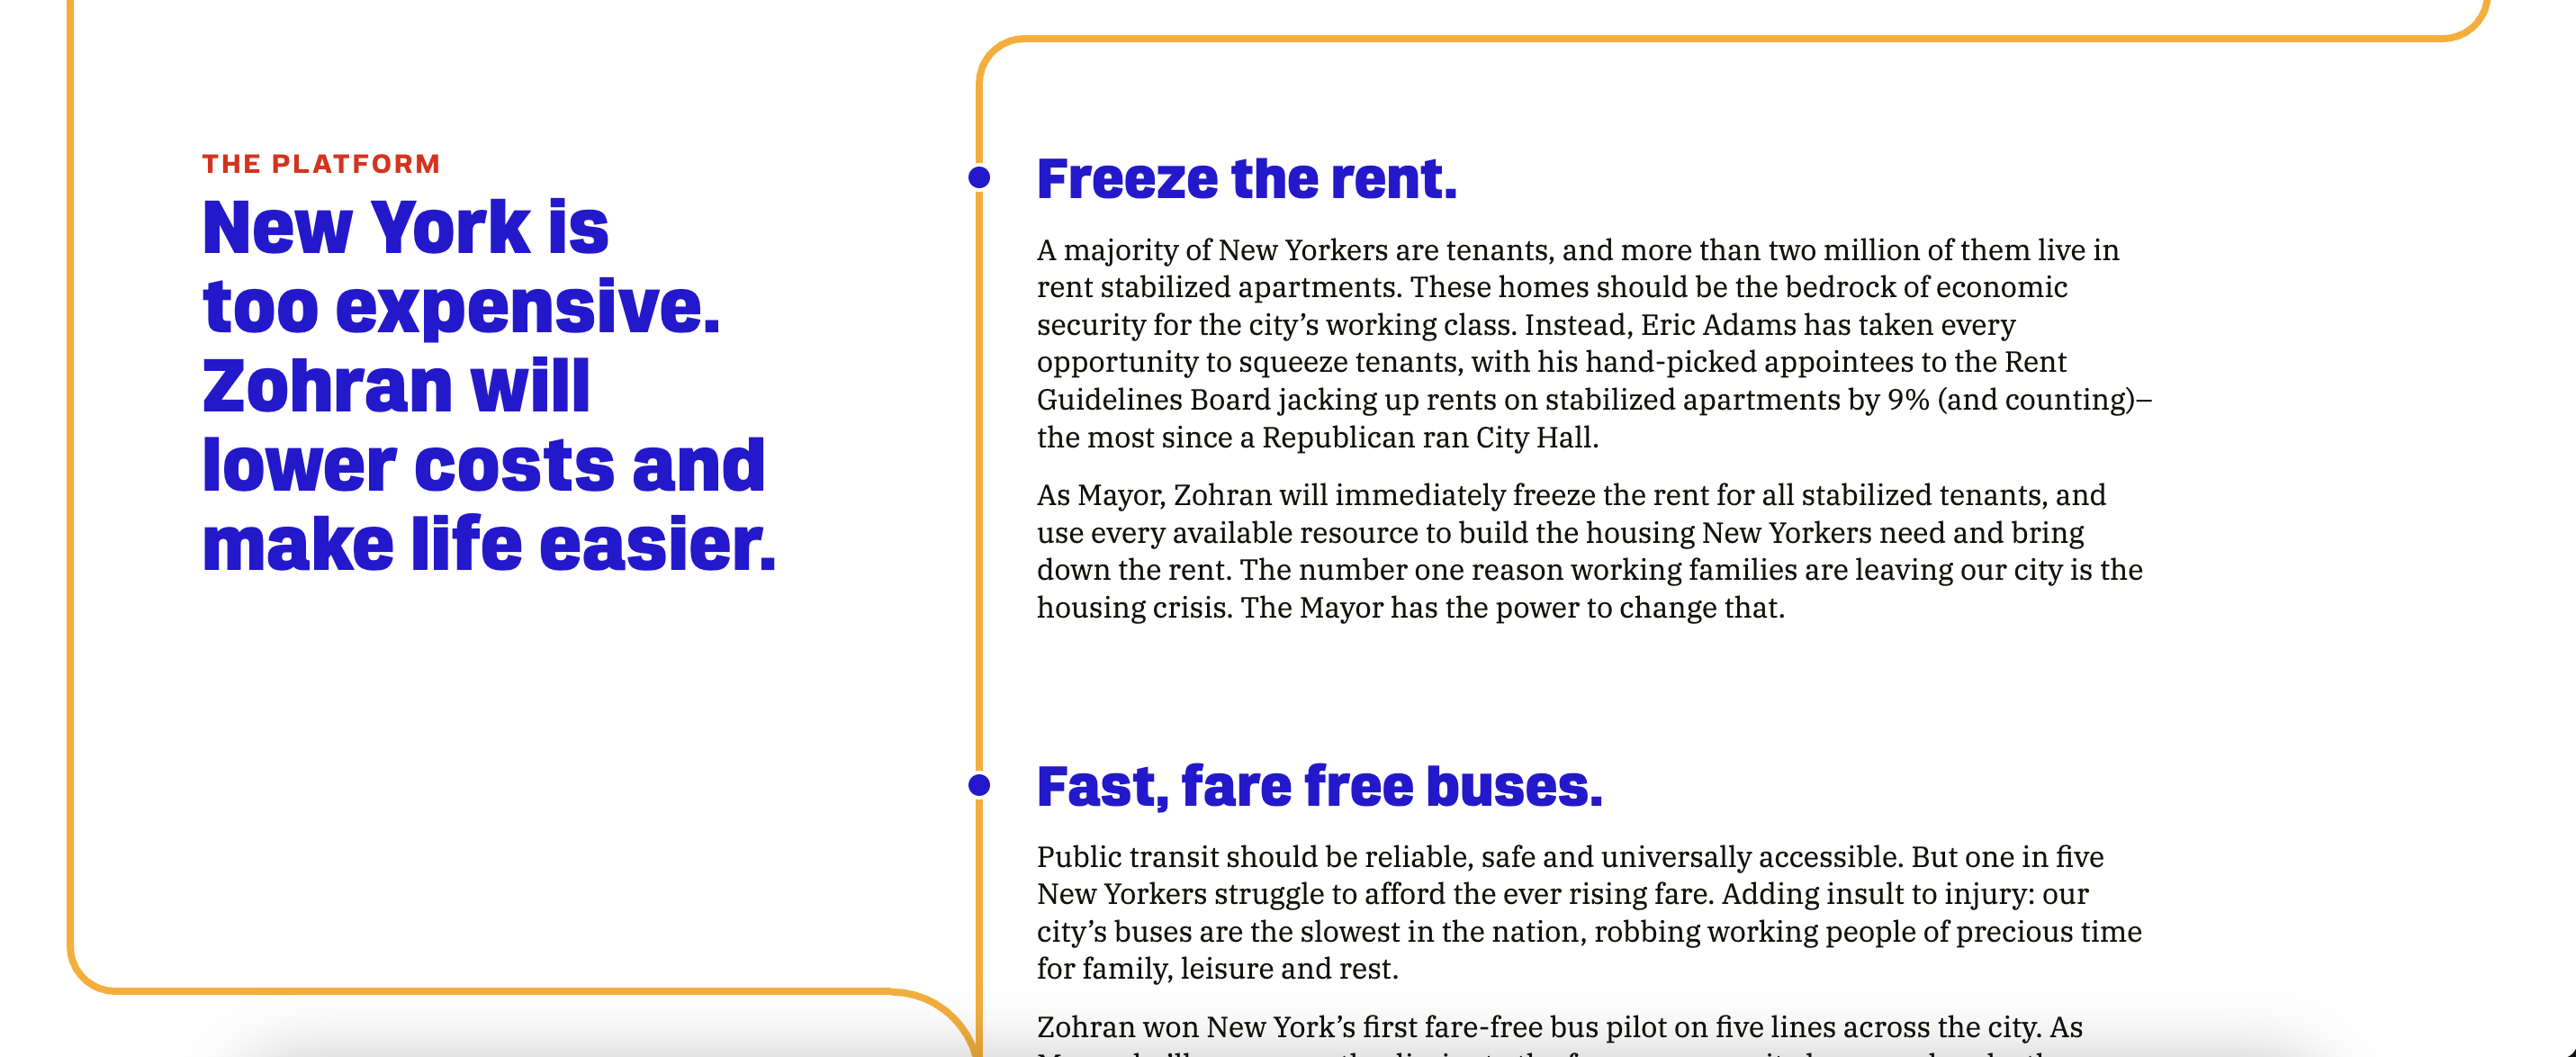 THE PLATFORM
New York is
too expensive.
Zohran will
lower costs and
make life easier.
Freeze the rent.
A majority of New Yorkers are tenants, and more than two million of them live in
rent stabilized apartments. These homes should be the bedrock of economic
security for the city’s working class. Instead, Eric Adams has taken every
opportunity to squeeze tenants, with his hand-picked appointees to the Rent
Guidelines Board jacking up rents on stabilized apartments by 9% (and counting)–
the most since a Republican ran City Hall.
As Mayor, Zohran will immediately freeze the rent for all stabilized tenants, and
use every available resource to build the housing New Yorkers need and bring
down the rent. The number one reason working families are leaving our city is the
housing crisis. The Mayor has the power to change that.
Fast, fare free buses.
Public transit should be reliable, safe and universally accessible. But one in five
New Yorkers struggle to afford the ever rising fare. Adding insult to injury: our
city’s buses are the slowest in the nation, robbing working people of precious time
for family, leisure and rest.
Zohran won New York’s first fare-free bus pilot on five lines across the city. As